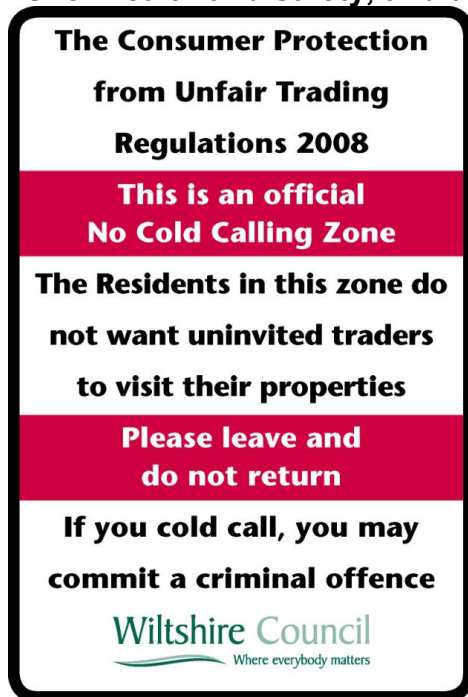 The Consumer Protection
from Unfair Trading
Regulations 2008
This is an official
No Cold Calling Zone
The Residents in this zone do
not want uninvited traders
to visit their properties
Please leave and
do not return
If you cold call, you may
commit a criminal offence
Wiltshire Council
Where everybody matters